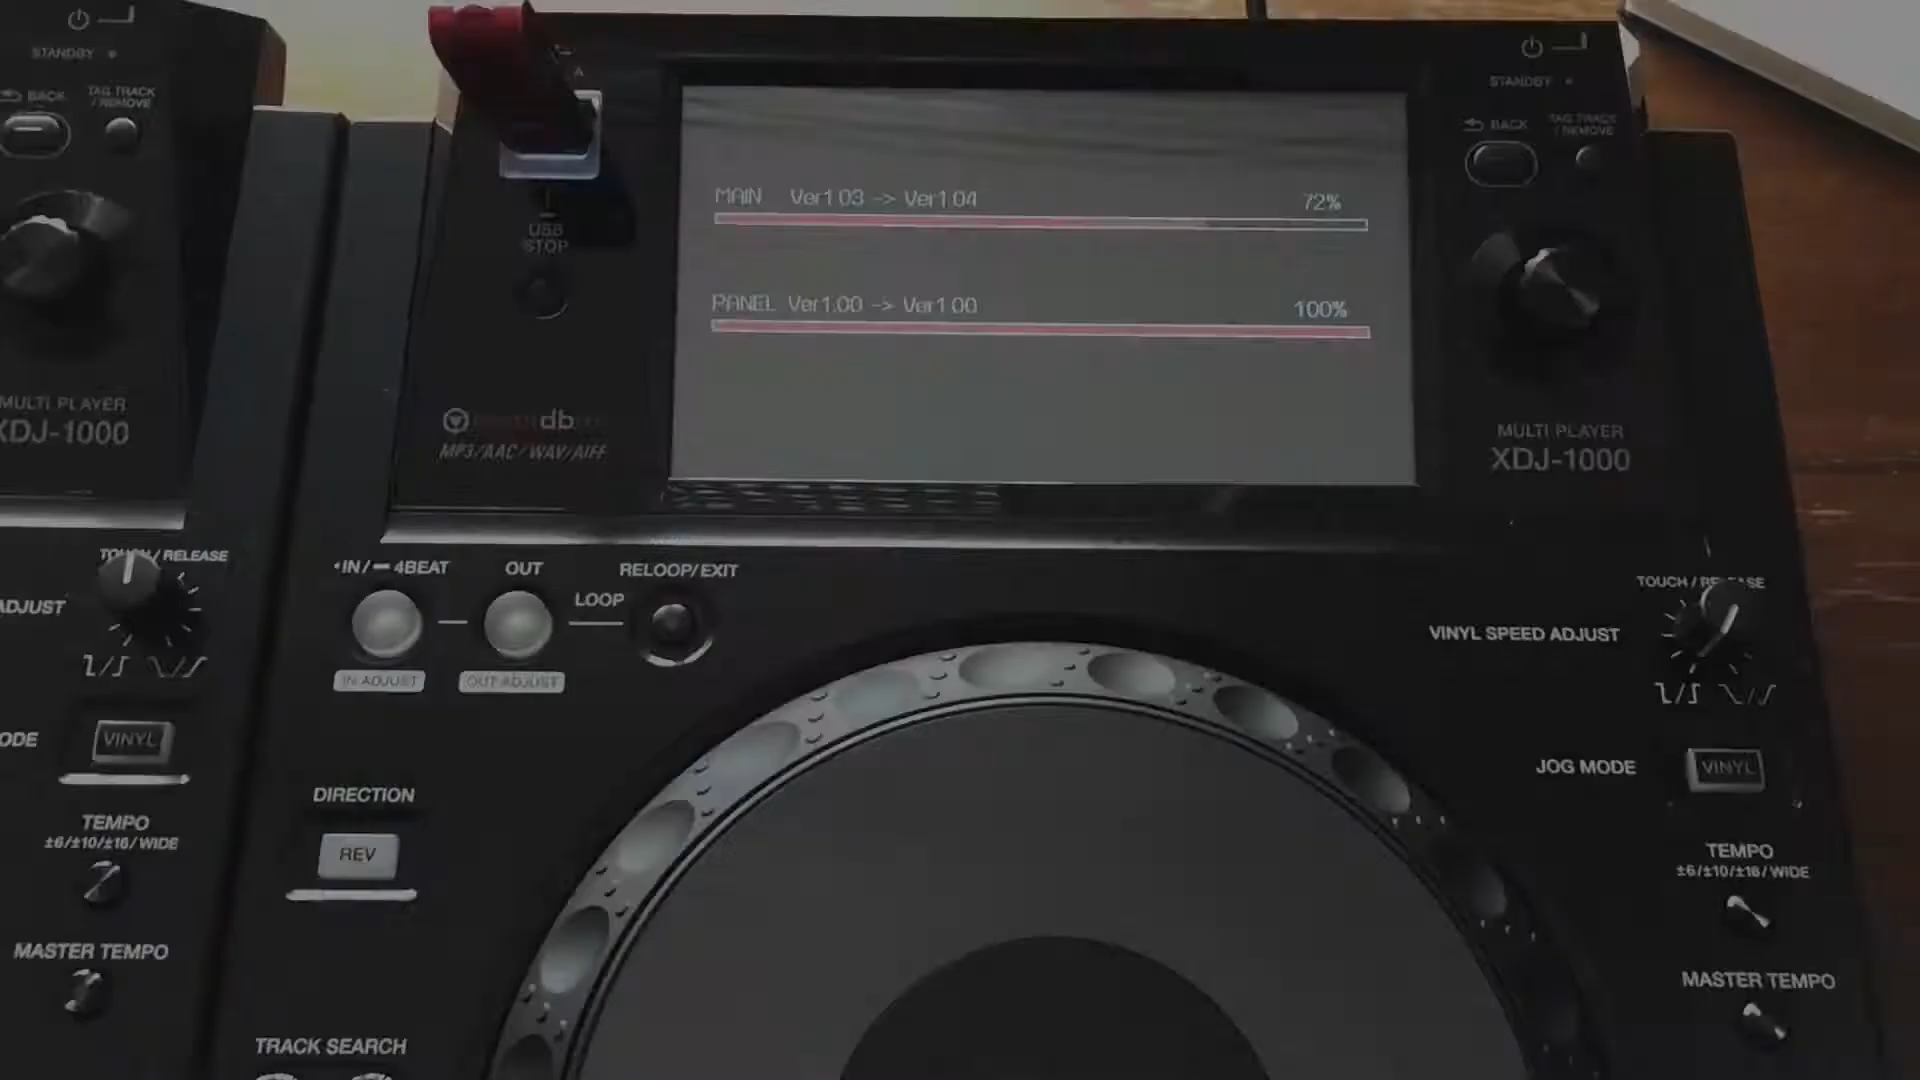 STANDBY
BACK
TAG TRACK
/ REMOVE
MULTI PLAYER
XDJ-1000
TOUCH / RELEASE
ADJUST
VINYL
TEMPO
±6/±10/±16/WIDE
MASTER TEMPO
USB
STOP
MP3/AAC/WAV/AIFF
MAIN Ver1.03 -> Ver1.04 72%
PANEL Ver1.00 -> Ver1.00 100%
IN / 4BEAT
OUT
LOOP
RELOOP/EXIT
IN ADJUST
OUT ADJUST
DIRECTION
REV
TRACK SEARCH
STANDBY
BACK
TAG TRACK
/ REMOVE
MULTI PLAYER
XDJ-1000
TOUCH / RELEASE
VINYL SPEED ADJUST
JOG MODE
VINYL
TEMPO
±6/±10/±16/WIDE
MASTER TEMPO